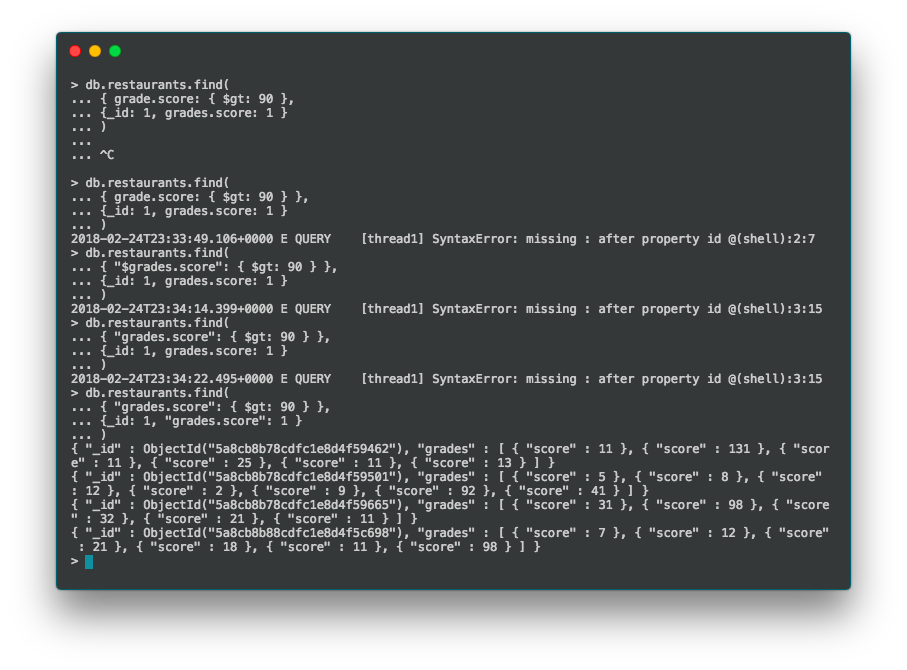 > db.restaurants.find(
... { grade.score: { $gt: 90 },
... {_id: 1, grades.score: 1 }
... )
...
... ^C
> db.restaurants.find(
... { grade.score: { $gt: 90 } },
... {_id: 1, grades.score: 1 }
... )
2018-02-24T23:33:49.106+0000 E QUERY    [thread1] SyntaxError: missing : after property id @(shell):2:7
> db.restaurants.find(
... { "$grades.score": { $gt: 90 } },
... {_id: 1, grades.score: 1 }
... )
2018-02-24T23:34:14.399+0000 E QUERY    [thread1] SyntaxError: missing : after property id @(shell):3:15
> db.restaurants.find(
... { "grades.score": { $gt: 90 } },
... {_id: 1, grades.score: 1 }
... )
2018-02-24T23:34:22.495+0000 E QUERY    [thread1] SyntaxError: missing : after property id @(shell):3:15
> db.restaurants.find(
... { "grades.score": { $gt: 90 } },
... {_id: 1, "grades.score": 1 }
... )
{ "_id" : ObjectId("5a8cb8b78cdfc1e8d4f59462"), "grades" : [ { "score" : 11 }, { "score" : 131 }, { "scor
e" : 11 }, { "score" : 25 }, { "score" : 11 }, { "score" : 13 } ] }
{ "_id" : ObjectId("5a8cb8b78cdfc1e8d4f59501"), "grades" : [ { "score" : 5 }, { "score" : 8 }, { "score"
: 12 }, { "score" : 2 }, { "score" : 9 }, { "score" : 92 }, { "score" : 41 } ] }
{ "_id" : ObjectId("5a8cb8b78cdfc1e8d4f59665"), "grades" : [ { "score" : 31 }, { "score" : 98 }, { "score
" : 32 }, { "score" : 21 }, { "score" : 11 } ] }
{ "_id" : ObjectId("5a8cb8b88cdfc1e8d4f5c698"), "grades" : [ { "score" : 7 }, { "score" : 12 }, { "score"
 : 21 }, { "score" : 18 }, { "score" : 11 }, { "score" : 98 } ] }
>